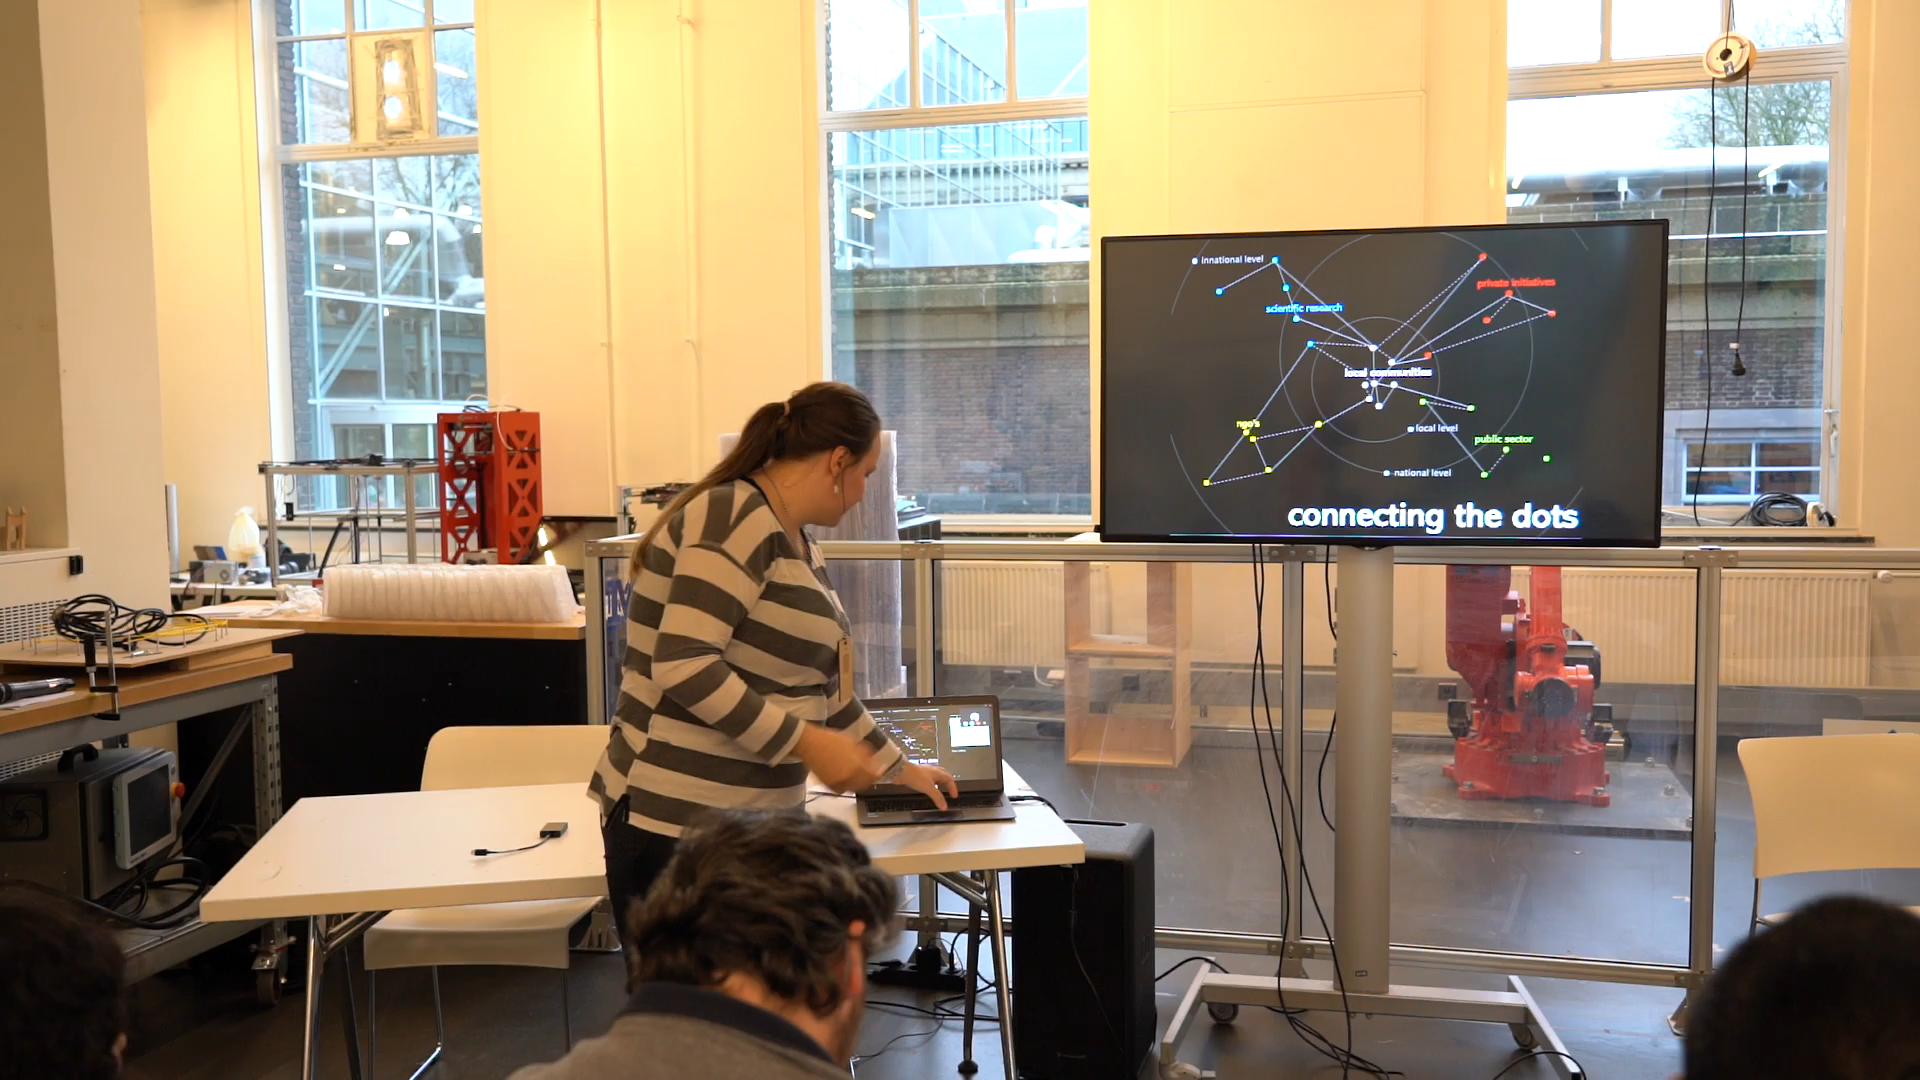 innational level
private initiatives
scientific research
local communities
ngo's
local level
public sector
national level
connecting the dots